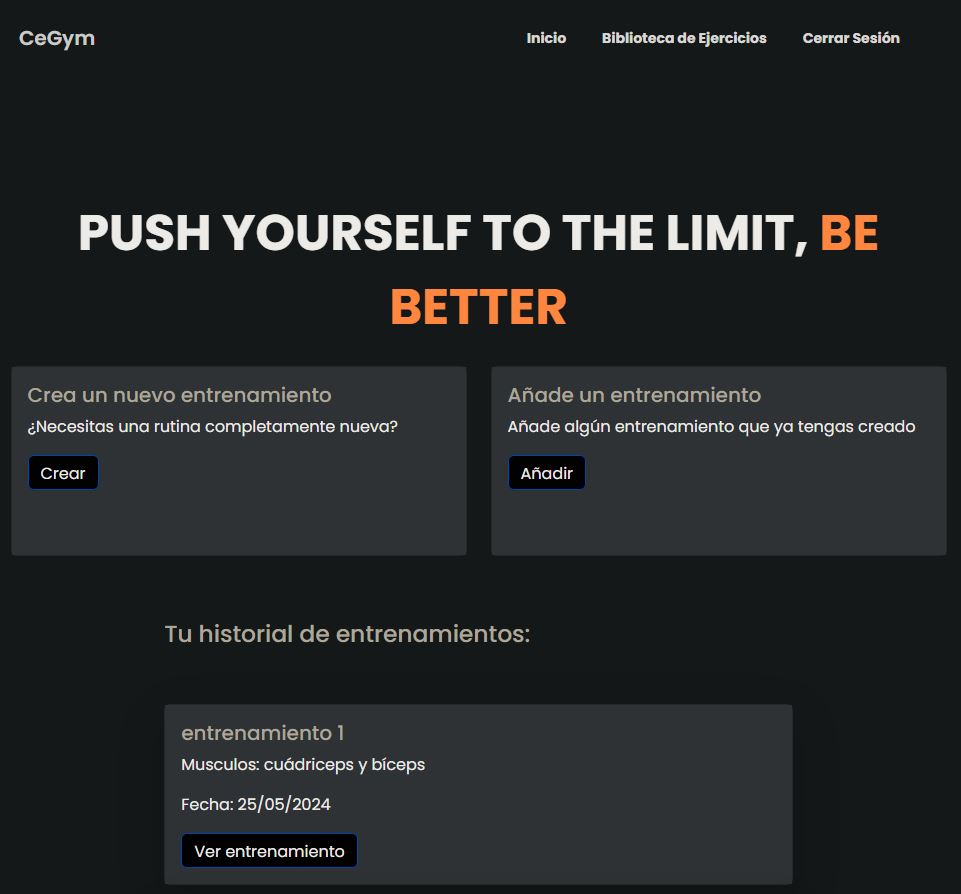 CeGym
Inicio
Biblioteca de Ejercicios
Cerrar Sesión
PUSH YOURSELF TO THE LIMIT, BE
BETTER
Crea un nuevo entrenamiento
¿Necesitas una rutina completamente nueva?
Crear
Añade un entrenamiento
Añade algún entrenamiento que ya tengas creado
Añadir
Tu historial de entrenamientos:
entrenamiento 1
Musculos: cuádriceps y bíceps
Fecha: 25/05/2024
Ver entrenamiento